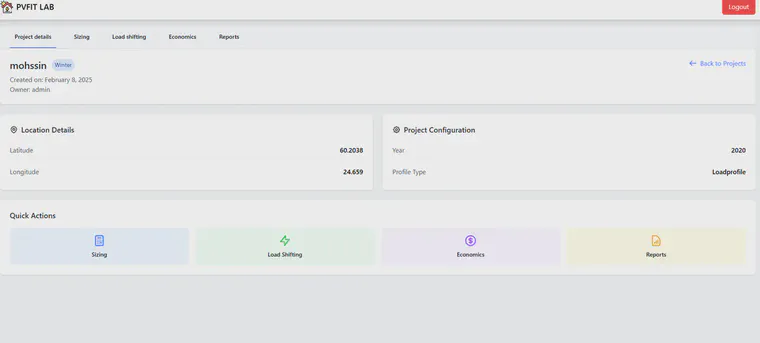 PVFIT LAB
Logout
Project details Sizing Load shifting Economics Reports
mohssin Winter
Back to Projects
Created on: February 8, 2025
Owner: admin
Location Details
Latitude 60.2038
Longitude 24.659
Project Configuration
Year 2020
Profile Type Loadprofile
Quick Actions
Sizing Load Shifting Economics Reports